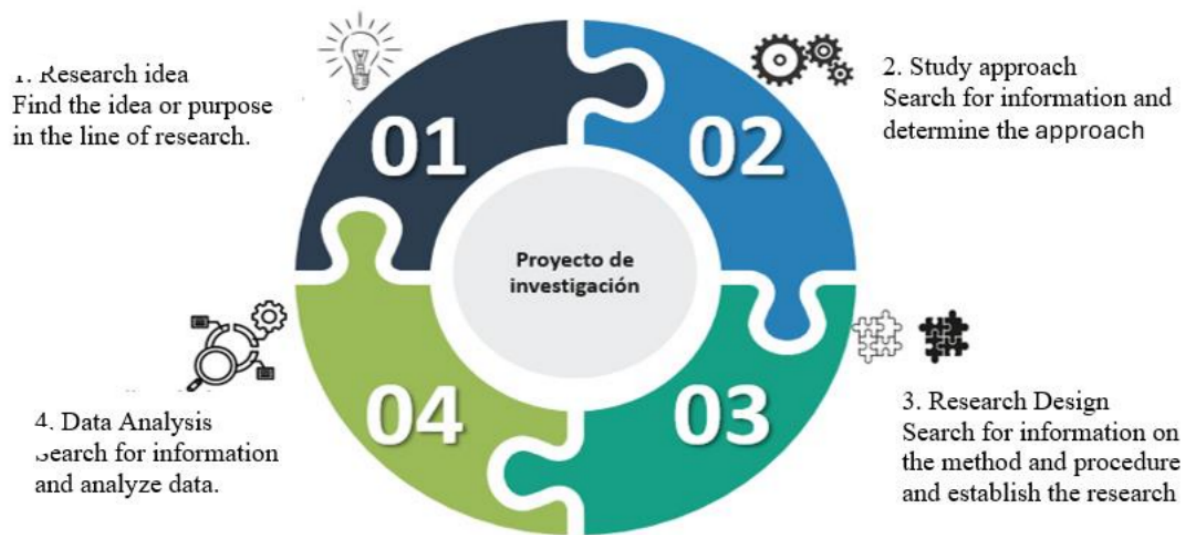 1. Research idea
Find the idea or purpose
in the line of research.
01
02
2. Study approach
Search for information and
determine the approach
Proyecto de
investigación
04
03
4. Data Analysis
Search for information
and analyze data.
3. Research Design
Search for information on
the method and procedure
and establish the research